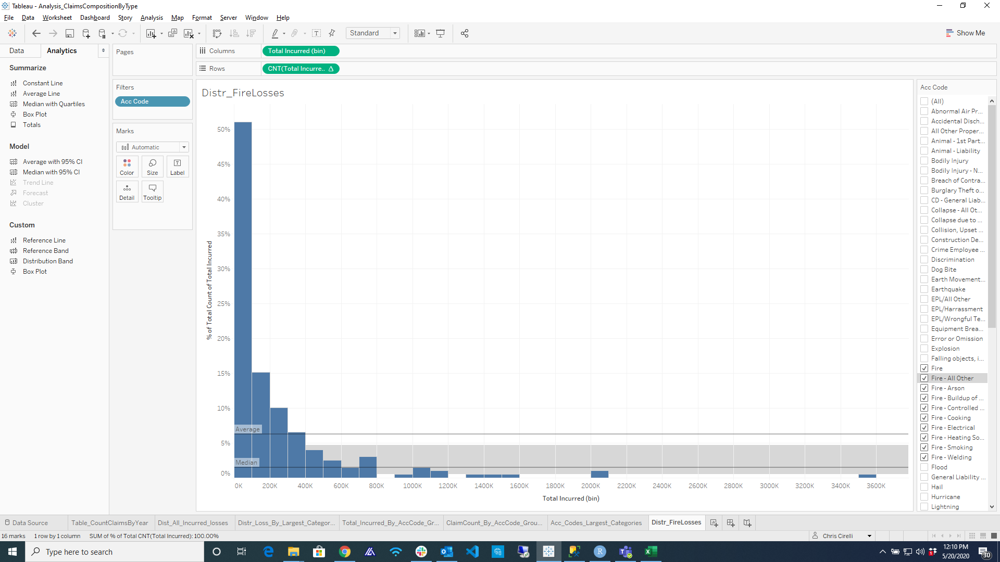 Tableau - Analysis_ClaimsCompositionByType
File Data Worksheet Dashboard Story Analysis Map Format Server Window Help
Standard
Show Me
Data Analytics
Summarize
Constant Line
Average Line
Median with Quartiles
Box Plot
Totals
Model
Average with 95% CI
Median with 95% CI
Trend Line
Forecast
Cluster
Custom
Reference Line
Reference Band
Distribution Band
Box Plot
Pages
Filters
Acc Code
Marks
Automatic
Color Size Label
Detail Tooltip
Columns Total Incurred (bin)
Rows CNT(Total Incurre.. Δ
Distr_FireLosses
% of Total Count of Total Incurred
50%
45%
40%
35%
30%
25%
20%
15%
10%
5%
0%
Average
Median
0K 200K 400K 600K 800K 1000K 1200K 1400K 1600K 1800K 2000K 2200K 2400K 2600K 2800K 3000K 3200K 3400K 3600K
Total Incurred (bin)
Acc Code
(All)
Abnormal Air Pr...
Accidental Disch...
All Other Proper...
Animal - 1st Part...
Animal - Liability
Bodily Injury
Bodily Injury - N...
Breach of Contra...
Burglary Theft o...
CD - General Liab...
Collapse - All Ot...
Collapse due to ...
Collision, Upset ...
Construction De...
Crime Employee ...
Discrimination
Dog Bite
Earth Movement...
Earthquake
EPL/All Other
EPL/Harrassment
EPL/Wrongful Te...
Equipment Brea...
Error or Omission
Explosion
Falling objects, i...
Fire
Fire - All Other
Fire - Arson
Fire - Buildup of ...
Fire - Controlled ...
Fire - Cooking
Fire - Electrical
Fire - Heating So...
Fire - Smoking
Fire - Welding
Flood
General Liability ...
Hail
Hurricane
Lightning
Data Source Table_CountClaimsByYear Dist_All_Incurred_losses Distr_Loss_By_Largest_Categor... Total_Incurred_By_AccCode_Gr... ClaimCount_By_AccCode_Grou... Acc_Codes_Largest_Categories Distr_FireLosses
16 marks 1 row by 1 column SUM of % of Total CNT(Total Incurred): 100.00% Chris Cirelli
Type here to search
12:10 PM
5/20/2020
30